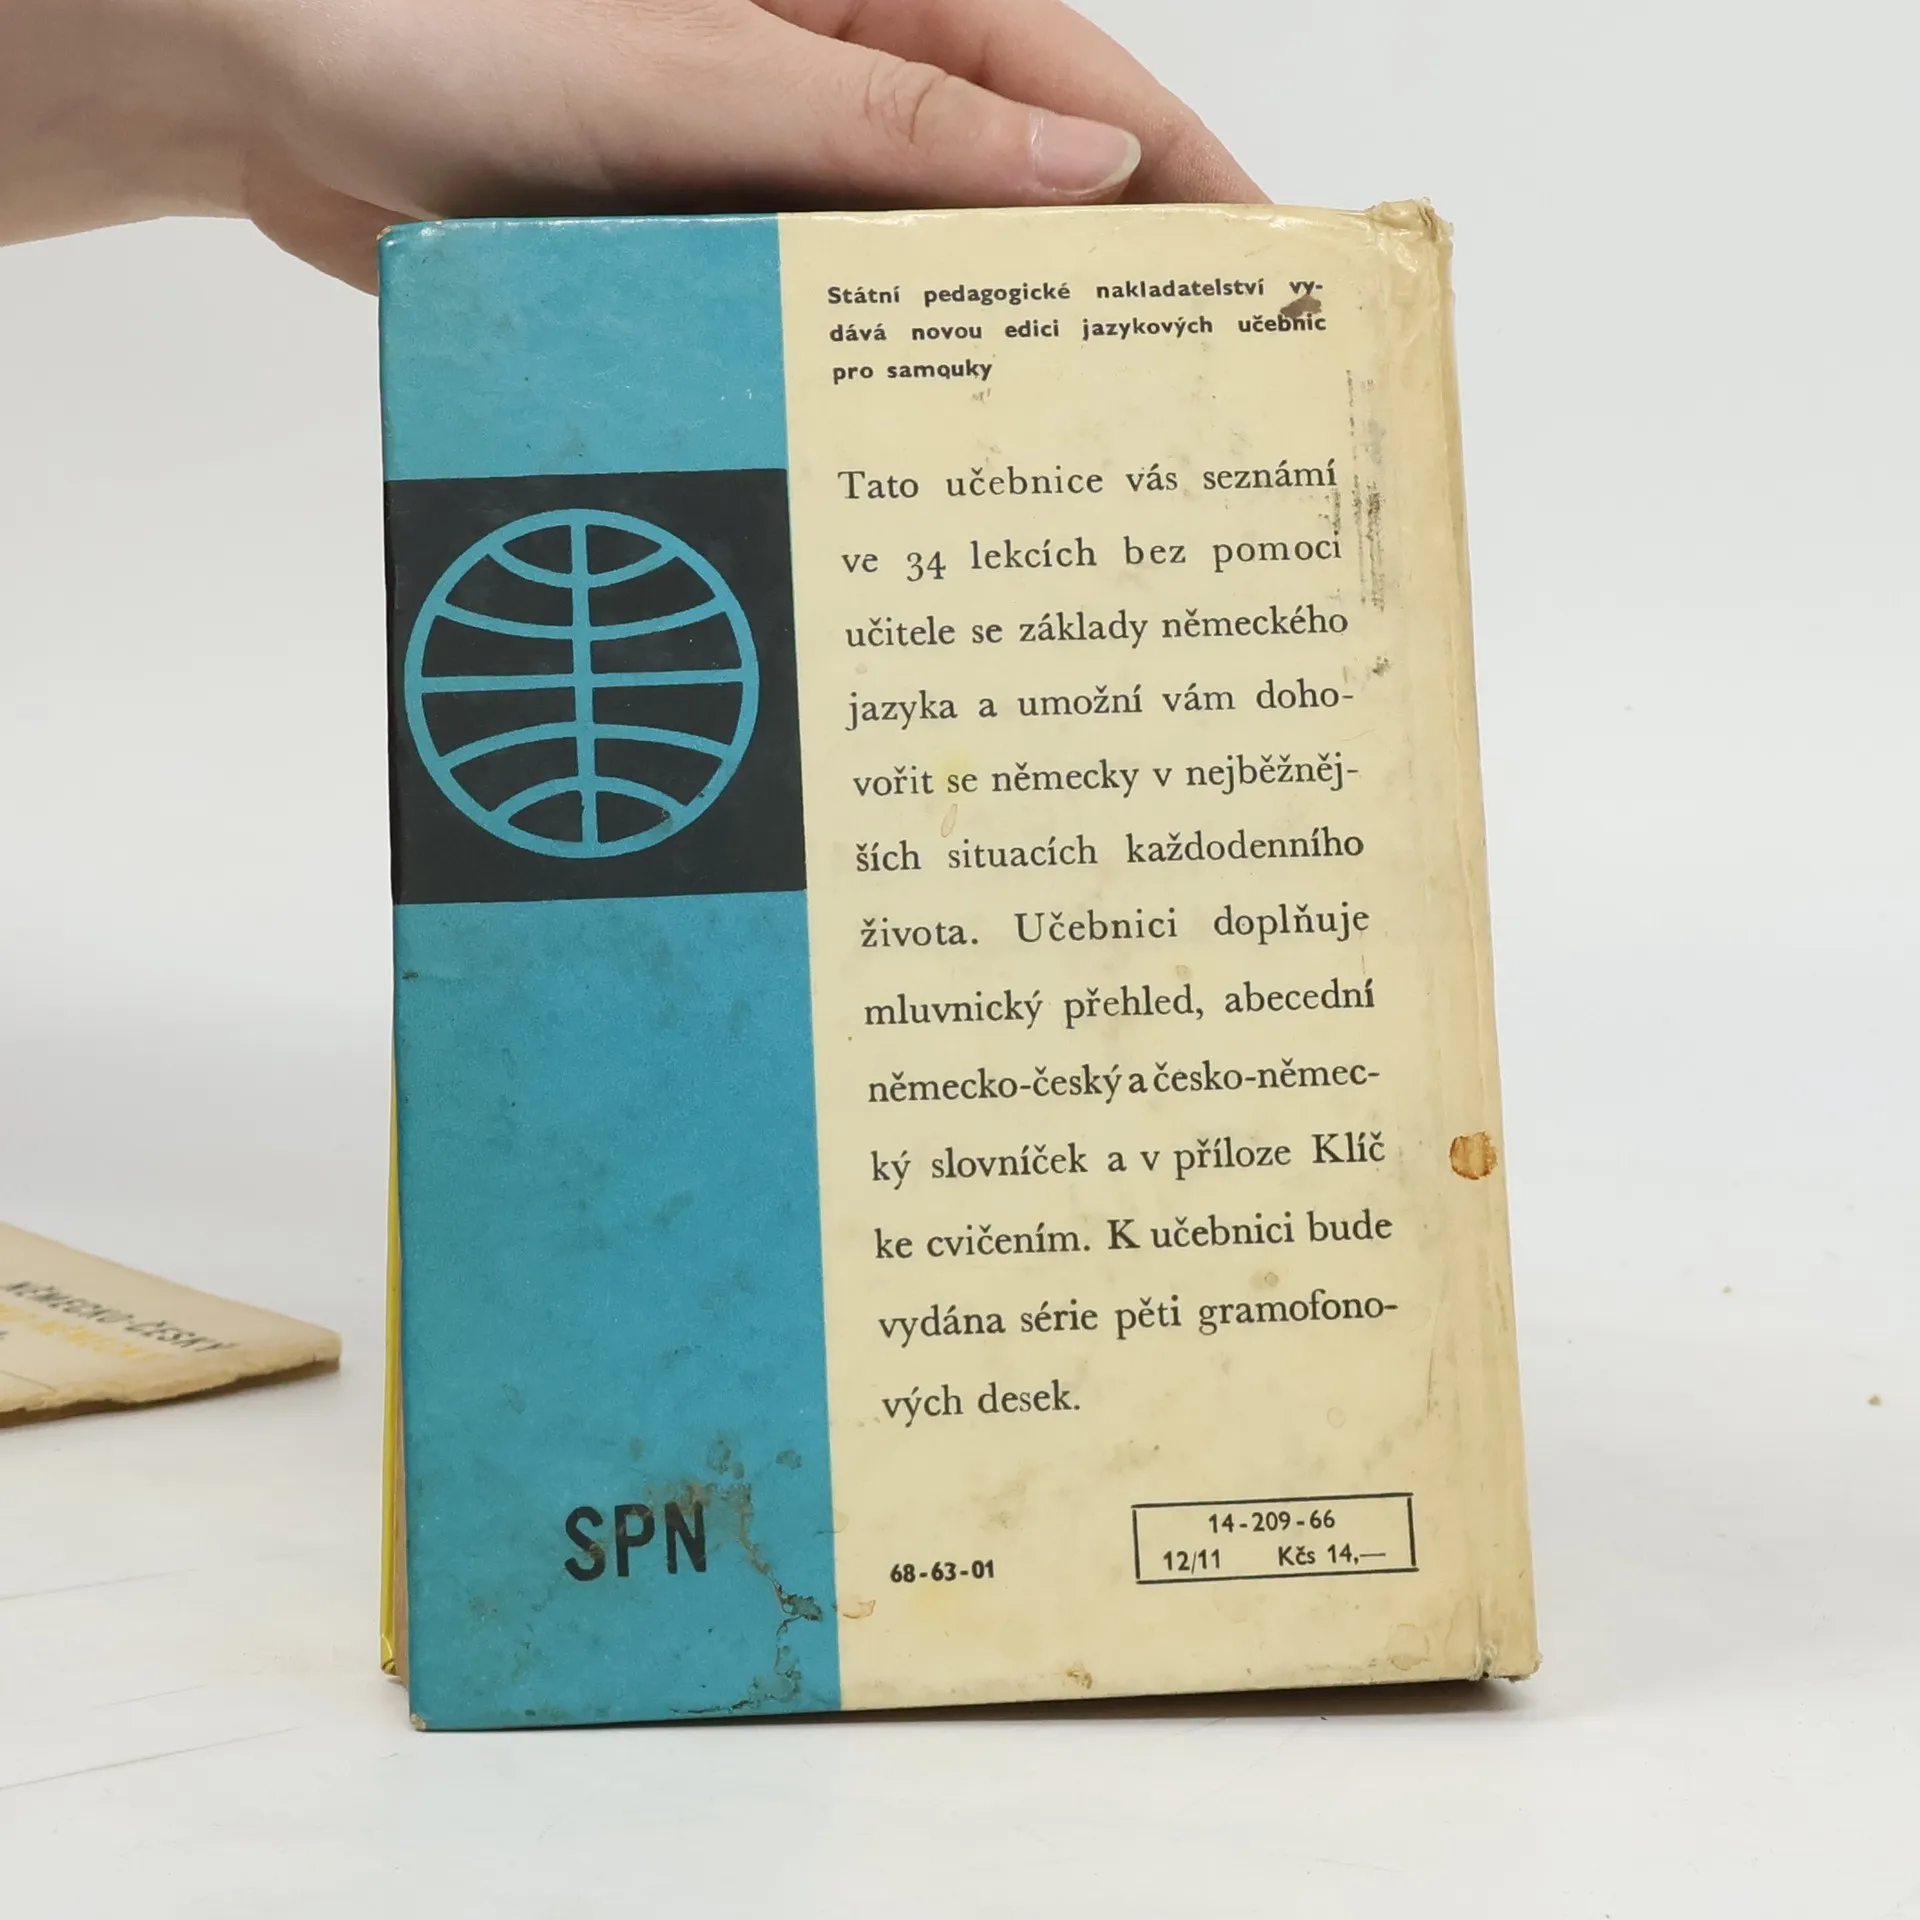 Státní pedagogické nakladatelství vy-
dává novou edici jazykových učebnic
pro samouky
Tato učebnice vás seznámí
ve 34 lekcích bez pomoci
učitele se základy německého
jazyka a umožní vám doho-
vořit se německy v nejběžněj-
ších situacích každodenního
života. Učebnici doplňuje
mluvnický přehled, abecední
německo-český a česko-němec-
ký slovníček a v příloze Klíč
ke cvičením. K učebnici bude
vydána série pěti gramofono-
vých desek.
SPN
68-63-01
14-209-66
12/11 Kčs 14,—
NĚMECKO-ČESKÝ